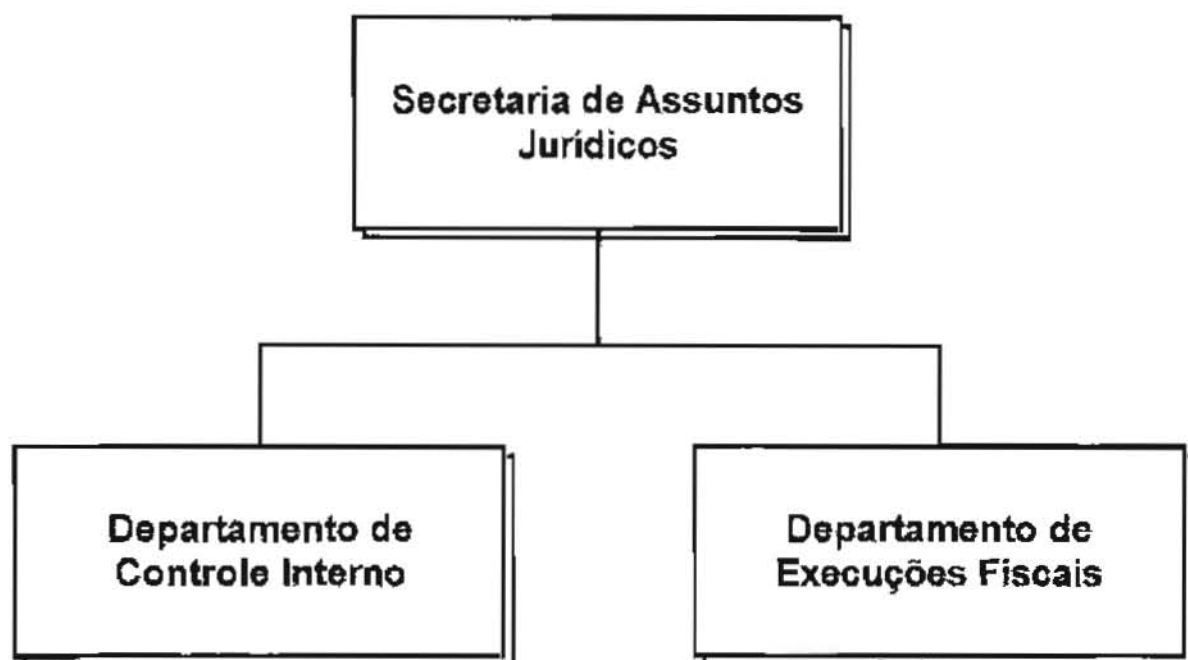 Secretaria de Assuntos
Jurídicos
Departamento de
Controle Interno
Departamento de
Execuções Fiscais